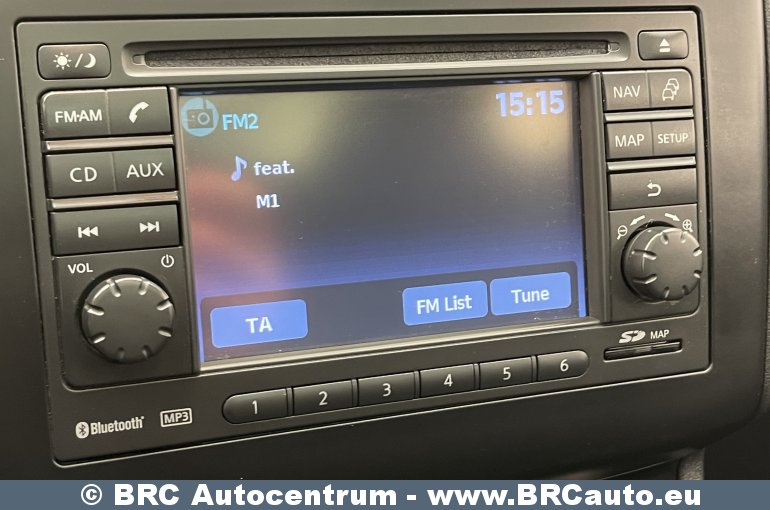 FM-AM
CD AUX
VOL
FM2
15:15
feat.
M1
TA
FM List
Tune
NAV
MAP SETUP
SD MAP
1 2 3 4 5 6
Bluetooth MP3
© BRC Autocentrum - www.BRCauto.eu